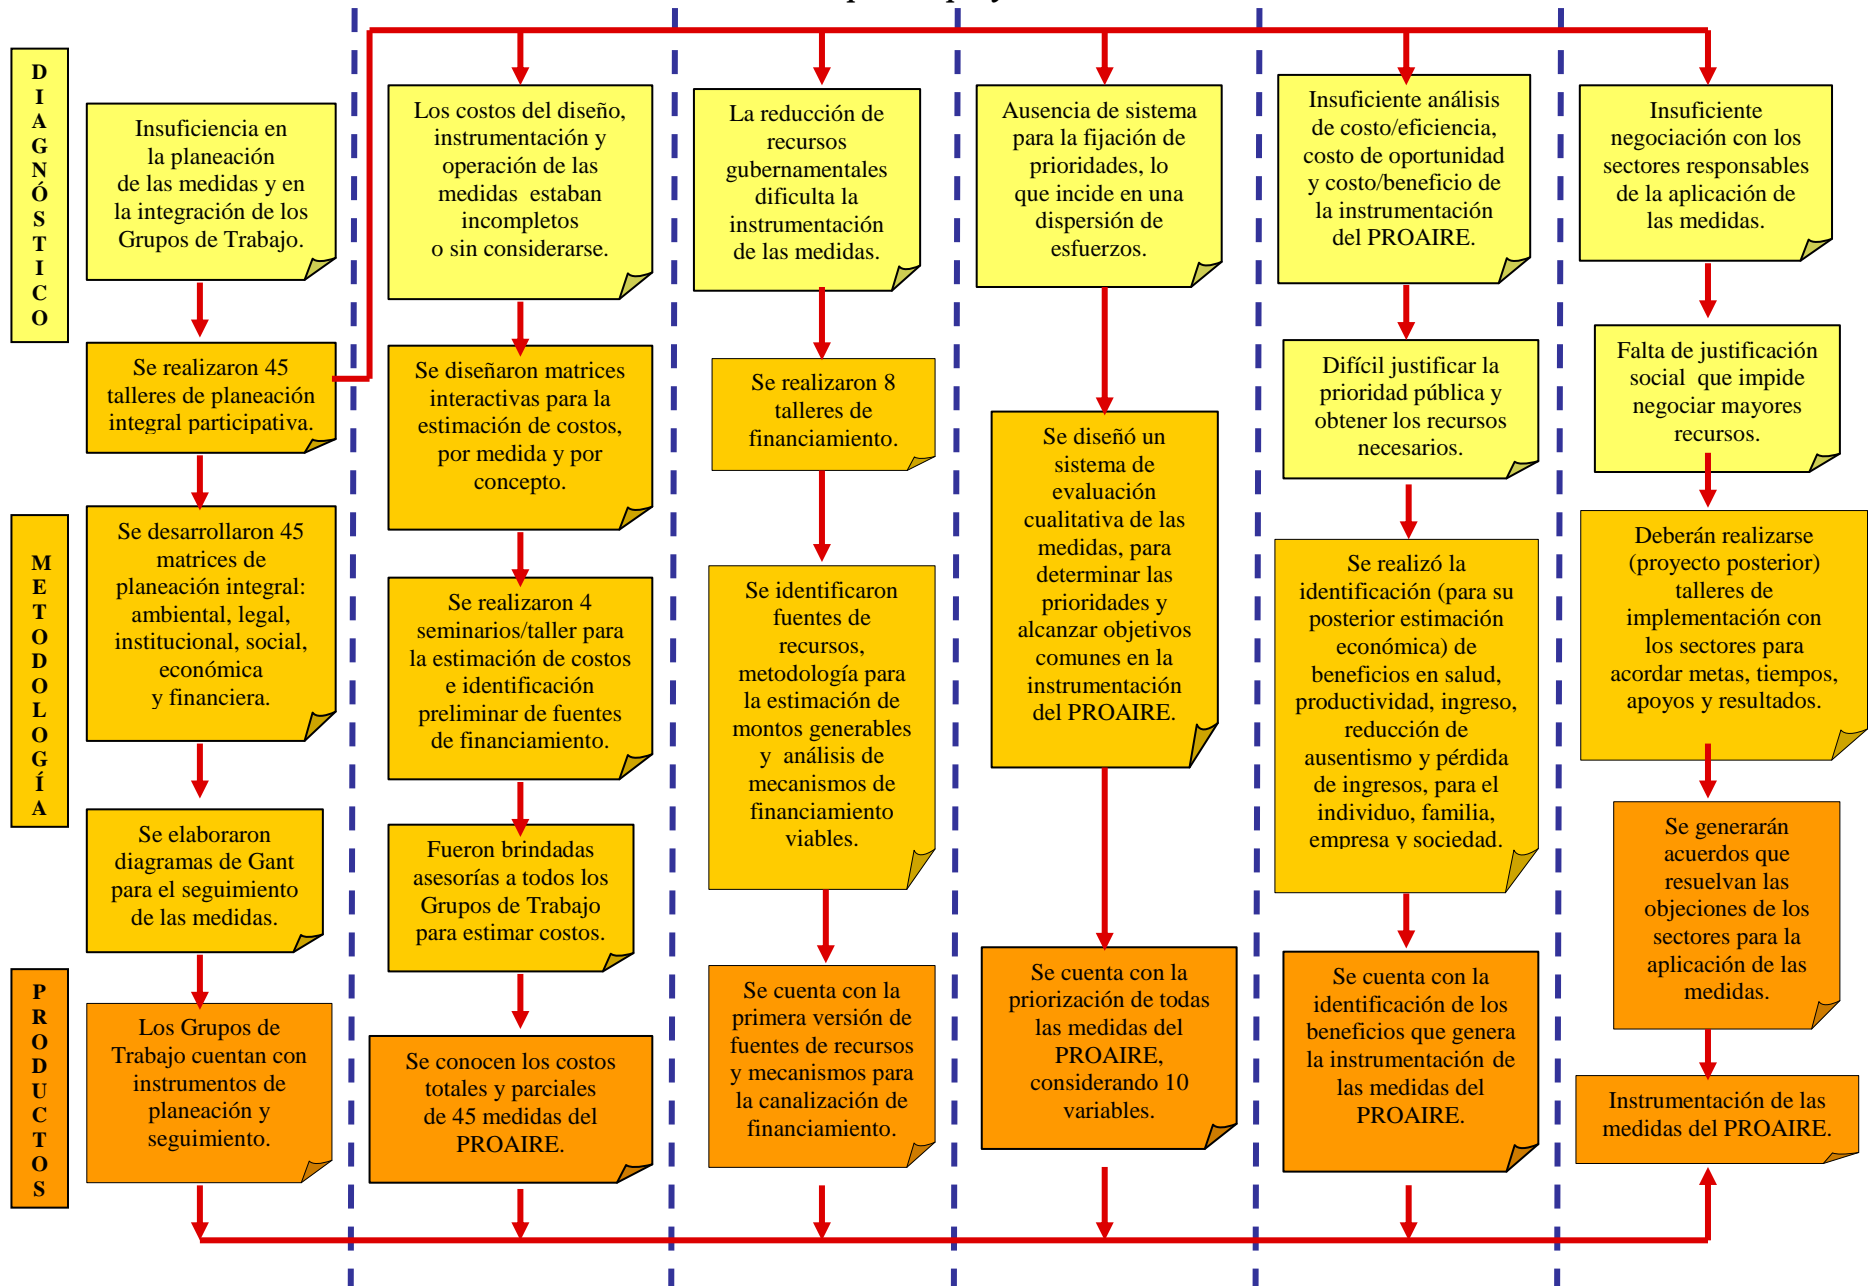 DIAGNÓSTICO
Insuficiencia en
la planeación
de las medidas y en
la integración de los
Grupos de Trabajo.
Se realizaron 45
talleres de planeación
integral participativa.
METODOLOGÍA
Se desarrollaron 45
matrices de
planeación integral:
ambiental, legal,
institucional, social,
económica
y financiera.
Se elaboraron
diagramas de Gant
para el seguimiento
de las medidas.
PRODUCTOS
Los Grupos de
Trabajo cuentan con
instrumentos de
planeación y
seguimiento.
Los costos del diseño,
instrumentación y
operación de las
medidas estaban
incompletos
o sin considerarse.
Se diseñaron matrices
interactivas para la
estimación de costos,
por medida y por
concepto.
Se realizaron 4
seminarios/taller para
la estimación de costos
e identificación
preliminar de fuentes
de financiamiento.
Fueron brindadas
asesorías a todos los
Grupos de Trabajo
para estimar costos.
Se conocen los costos
totales y parciales
de 45 medidas del
PROAIRE.
La reducción de
recursos
gubernamentales
dificulta la
instrumentación
de las medidas.
Se realizaron 8
talleres de
financiamiento.
Se identificaron
fuentes de
recursos,
metodología para
la estimación de
montos generables
y análisis de
mecanismos de
financiamiento
viables.
Se cuenta con la
primera versión de
fuentes de recursos
y mecanismos para
la canalización de
financiamiento.
Ausencia de sistema
para la fijación de
prioridades, lo
que incide en una
dispersión de
esfuerzos.
Se diseñó un
sistema de
evaluación
cualitativa de las
medidas, para
determinar las
prioridades y
alcanzar objetivos
comunes en la
instrumentación
del PROAIRE.
Se cuenta con la
priorización de todas
las medidas del
PROAIRE,
considerando 10
variables.
Insuficiente análisis
de costo/eficiencia,
costo de oportunidad
y costo/beneficio de
la instrumentación
del PROAIRE.
Difícil justificar la
prioridad pública y
obtener los recursos
necesarios.
Se realizó la
identificación (para su
posterior estimación
económica) de
beneficios en salud,
productividad, ingreso,
reducción de
ausentismo y pérdida
de ingresos, para el
individuo, familia,
empresa y sociedad.
Se cuenta con la
identificación de los
beneficios que genera
la instrumentación de
las medidas del
PROAIRE.
Insuficiente
negociación con los
sectores responsables
de la aplicación de
las medidas.
Falta de justificación
social que impide
negociar mayores
recursos.
Deberán realizarse
(proyecto posterior)
talleres de
implementación con
los sectores para
acordar metas, tiempos,
apoyos y resultados.
Se generarán
acuerdos que
resuelvan las
objeciones de los
sectores para la
aplicación de las
medidas.
Instrumentación de las
medidas del PROAIRE.